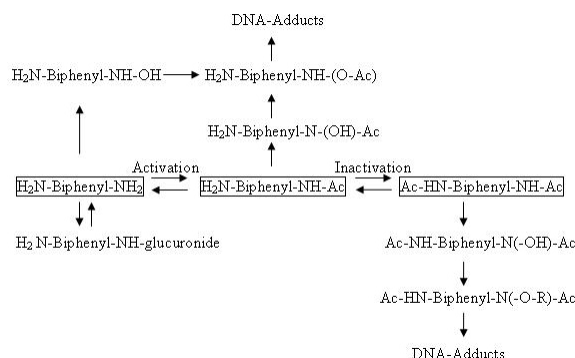 DNA-Adducts
H₂N-Biphenyl-NH-OH H₂N-Biphenyl-NH-(O-Ac)
H₂N-Biphenyl-N-(OH)-Ac
Activation Inactivation
H₂N-Biphenyl-NH₂ H₂N-Biphenyl-NH-Ac Ac-HN-Biphenyl-NH-Ac
H₂ N-Biphenyl-NH-glucuronide Ac-NH-Biphenyl-N(-OH)-Ac
Ac-HN-Biphenyl-N(-O-R)-Ac
DNA-Adducts